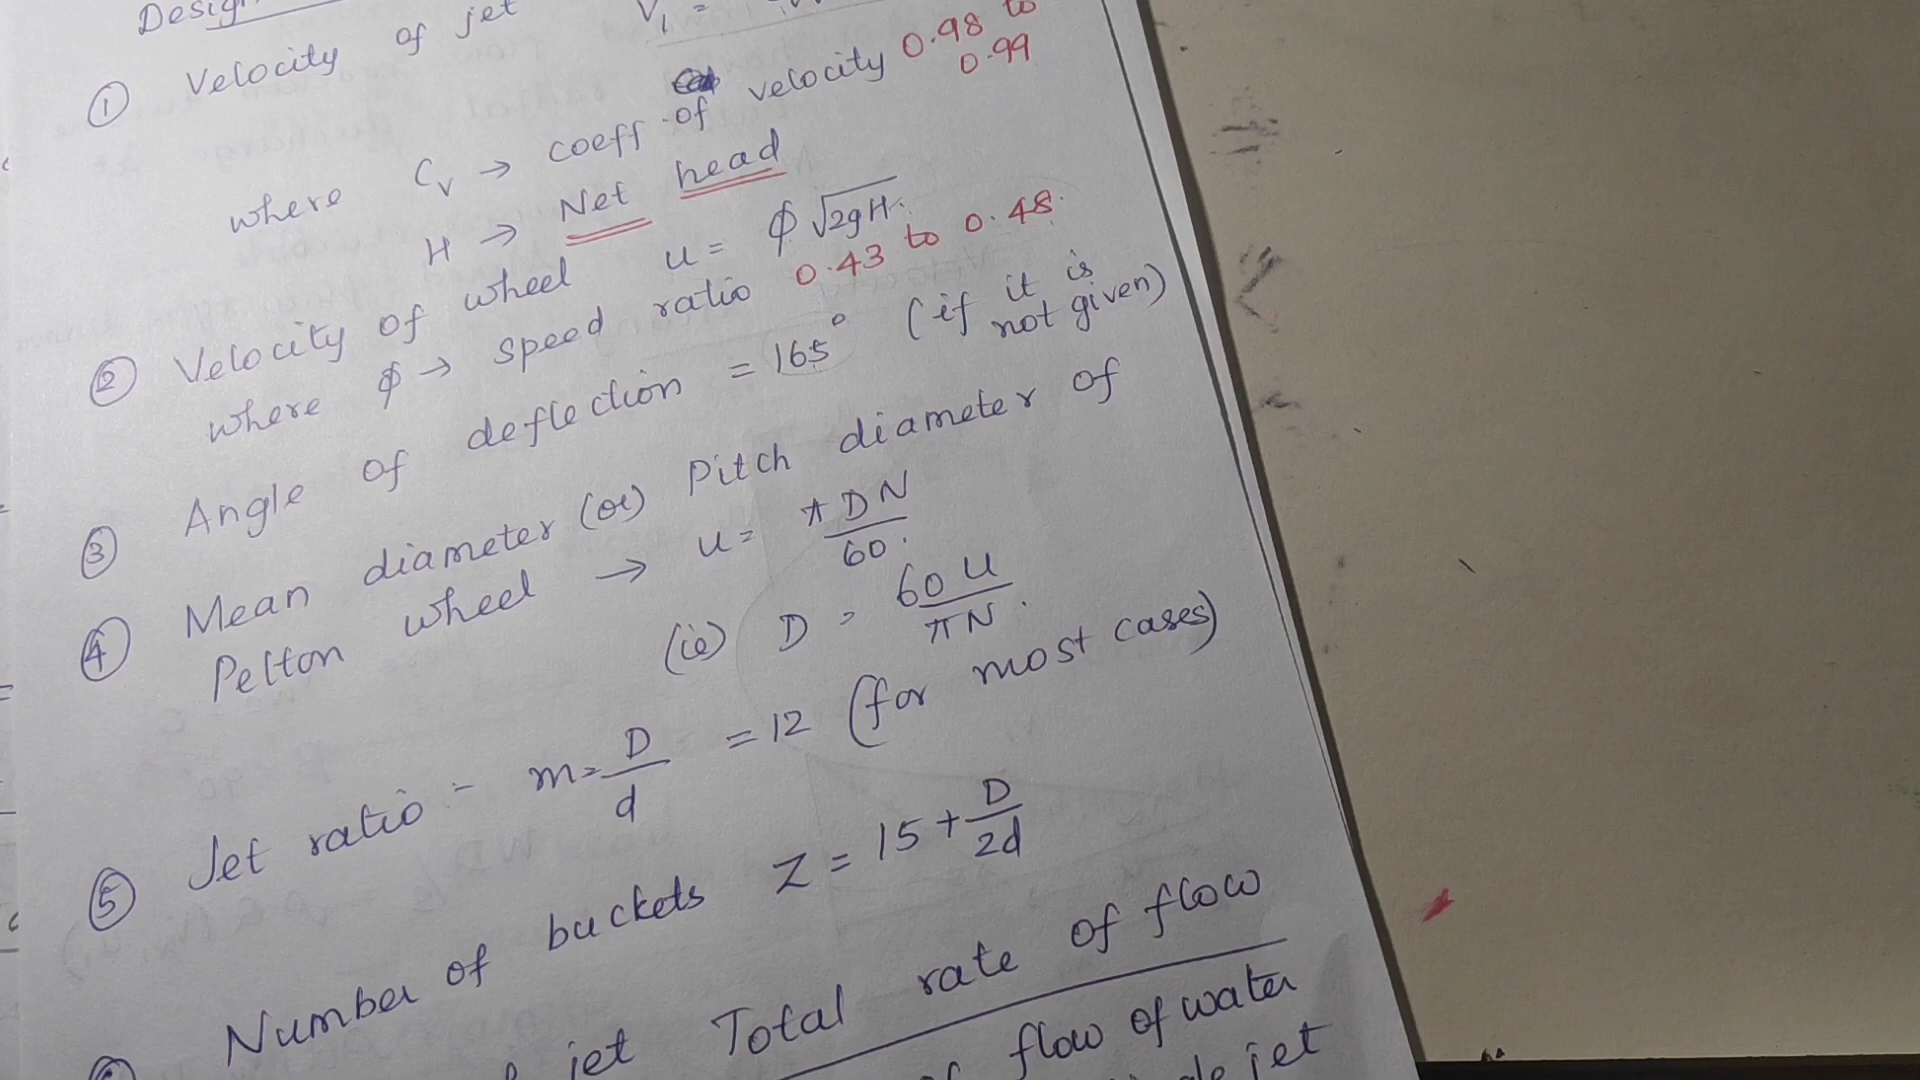 Design
① Velocity of jet V₁ =
where Cᵥ → coeff. of velocity 0.98 to 0.99
H → Net head
② Velocity of wheel u = ϕ √2gH
where ϕ → speed ratio 0.43 to 0.48
③ Angle of deflection = 165° (if it is not given)
④ Mean diameter (or) Pitch diameter of
Pelton wheel → u = πDN/60
(ie) D = 60u/πN
⑤ Jet ratio :- m = D/d = 12 (for most cases)
Number of buckets Z = 15 + D/2d
jet Total rate of flow
flow of water
jet